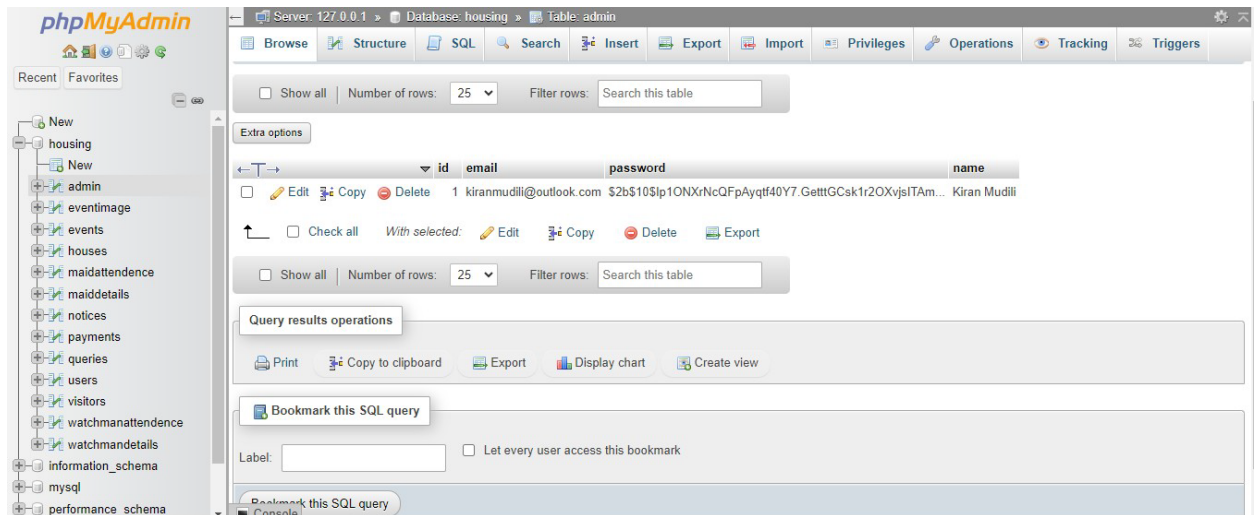 phpMyAdmin
Recent Favorites
New
housing
New
admin
eventimage
events
houses
maidattendence
maiddetails
notices
payments
queries
users
visitors
watchmanattendence
watchmandetails
information_schema
mysql
performance_schema
Server: 127.0.0.1 » Database: housing » Table: admin
Browse Structure SQL Search Insert Export Import Privileges Operations Tracking Triggers
Show all Number of rows: 25 Filter rows: Search this table
Extra options
id email password name
Edit Copy Delete 1 kiranmudili@outlook.com $2b$10$Ip1ONXrNcQFpAyqtf40Y7.GetttGCsk1r2OXvjsITAm... Kiran Mudili
Check all With selected: Edit Copy Delete Export
Show all Number of rows: 25 Filter rows: Search this table
Query results operations
Print Copy to clipboard Export Display chart Create view
Bookmark this SQL query
Label: Let every user access this bookmark
Bookmark this SQL query
Console